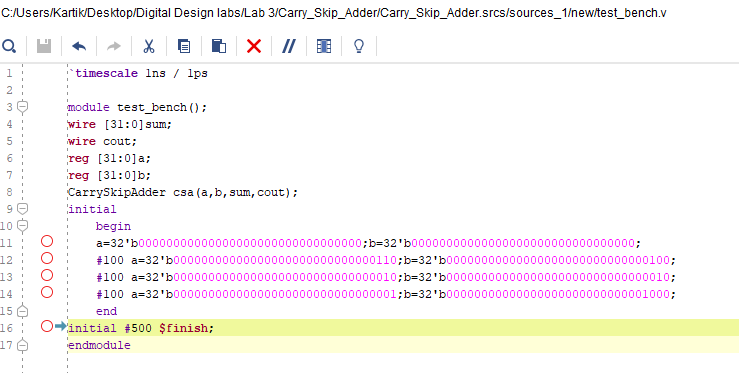 C:/Users/Kartik/Desktop/Digital Design labs/Lab 3/Carry_Skip_Adder/Carry_Skip_Adder.srcs/sources_1/new/test_bench.v
1 `timescale 1ns / 1ps
2
3 module test_bench();
4 wire [31:0]sum;
5 wire cout;
6 reg [31:0]a;
7 reg [31:0]b;
8 CarrySkipAdder csa(a,b,sum,cout);
9 initial
10 begin
11 a=32'b00000000000000000000000000000000;b=32'b00000000000000000000000000000000;
12 #100 a=32'b00000000000000000000000000000110;b=32'b00000000000000000000000000000100;
13 #100 a=32'b00000000000000000000000000000010;b=32'b00000000000000000000000000000010;
14 #100 a=32'b00000000000000000000000000000001;b=32'b00000000000000000000000000001000;
15 end
16 initial #500 $finish;
17 endmodule